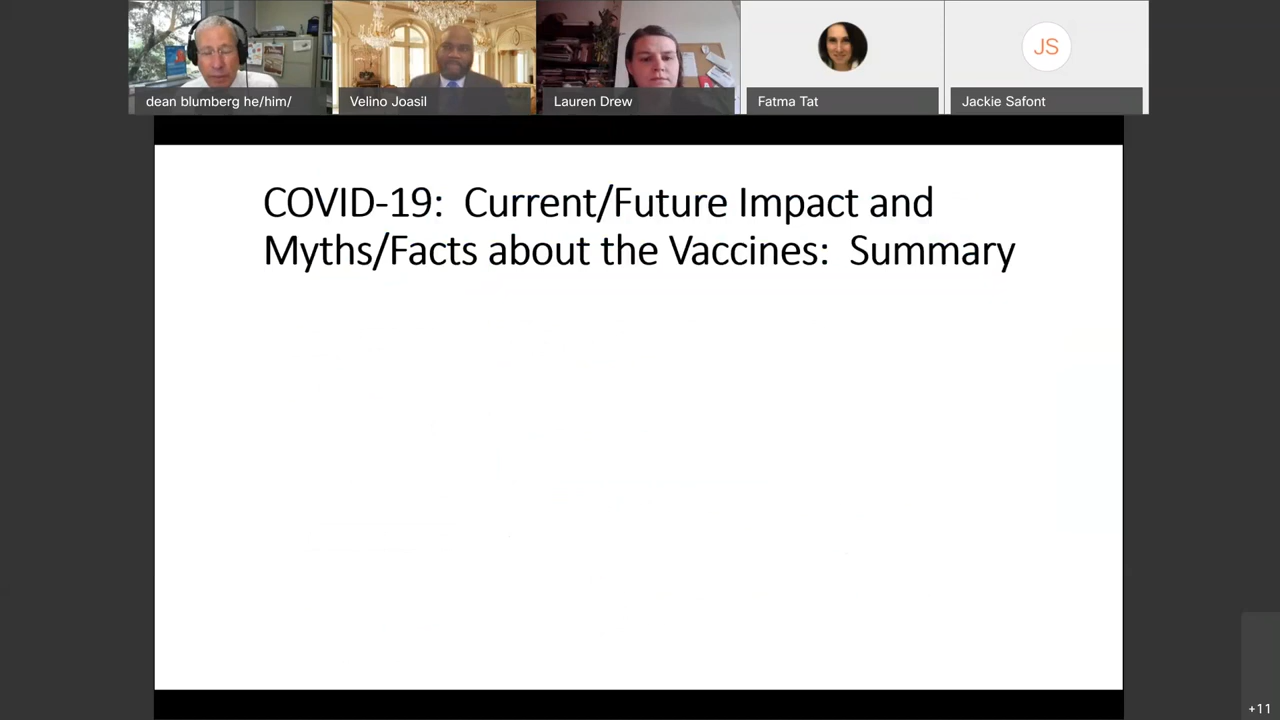 dean blumberg he/him/
Velino Joasil
Lauren Drew
Fatma Tat
JS
Jackie Safont
COVID-19:  Current/Future Impact and
Myths/Facts about the Vaccines:  Summary
+11